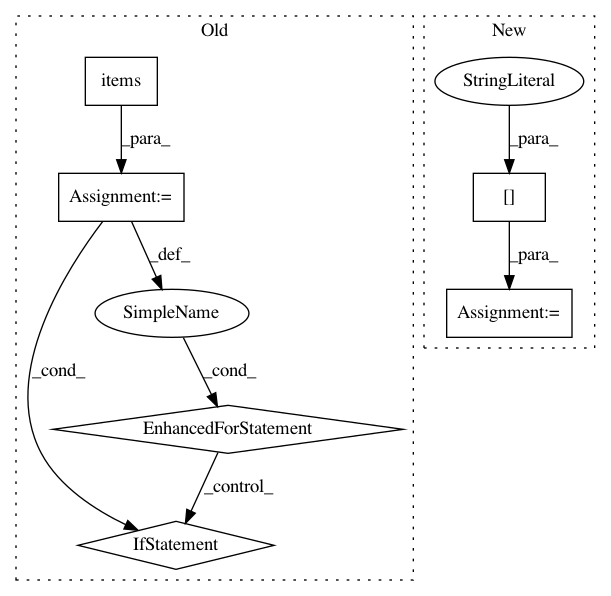 Old
New
items
StringLiteral
_para_
_para_
Assignment:=
[]
_def_
_para_
SimpleName
Assignment:=
_cond_
_cond_
EnhancedForStatement
_control_
IfStatement